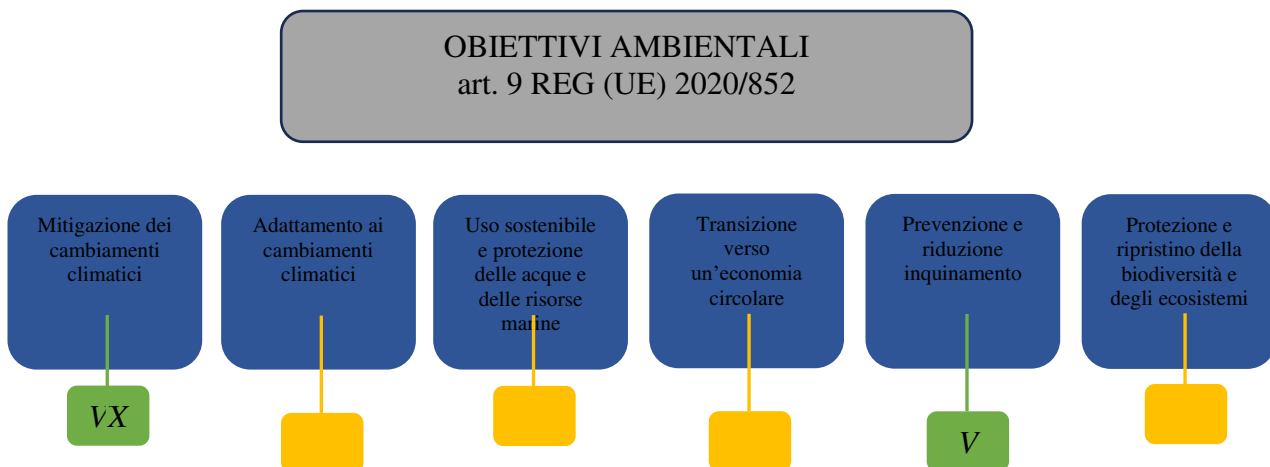 OBIETTIVI AMBIENTALI
art. 9 REG (UE) 2020/852
Mitigazione dei
cambiamenti
climatici
Adattamento ai
cambiamenti
climatici
Uso sostenibile
e protezione
delle acque e
delle risorse
marine
Transizione
verso
un’economia
circolare
Prevenzione e
riduzione
inquinamento
Protezione e
ripristino della
biodiversità e
degli ecosistemi
VX
V